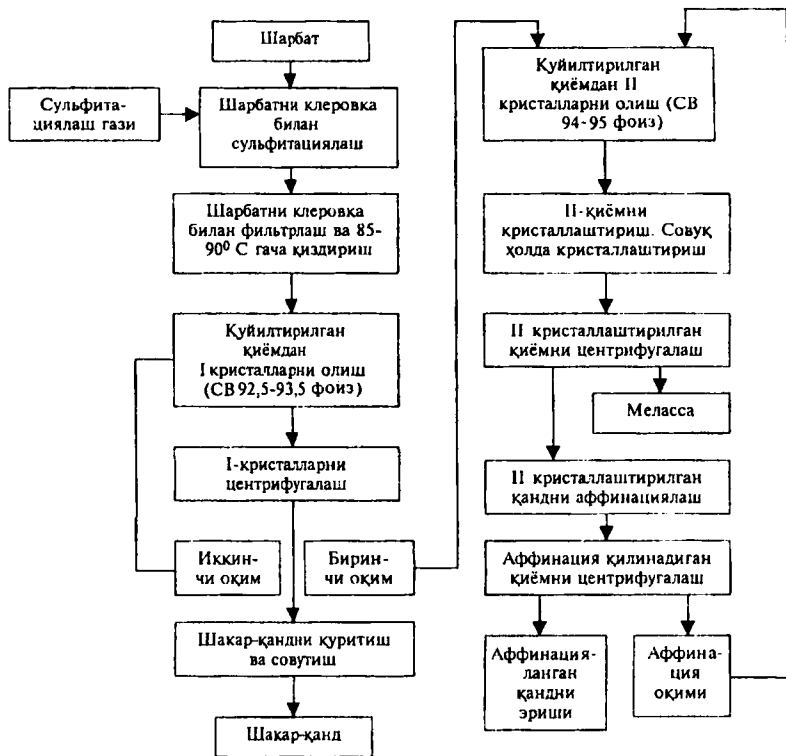 Шарбат
Сульфита-
циялаш гази
Шарбатни клеровка
билан
сульфитациялаш
Шарбатни клеровка
билан фильтрлаш ва 85-
90⁰ С гача қиздириш
Қуйилтирилган
қиёмдан
I кристалларни олиш
(СВ 92,5-93,5 фоиз)
I-кристалларни
центрифугалаш
Иккин-
чи оқим
Бирин-
чи оқим
Шакар-қандни қуритиш
ва совутиш
Шакар-қанд
Қуйилтирилган
қиёмдан II
кристалларни олиш (СВ
94-95 фоиз)
II-қиёмни
кристаллаштириш. Совуқ
ҳолда кристаллаштириш
II кристаллаштирилган
қиёмни центрифугалаш
Меласса
II кристаллаштирилган
қандни аффинациялаш
Аффинация қилинадиган
қиёмни центрифугалаш
Аффинация-
ланган
қандни
эриши
Аффина-
ция
оқими